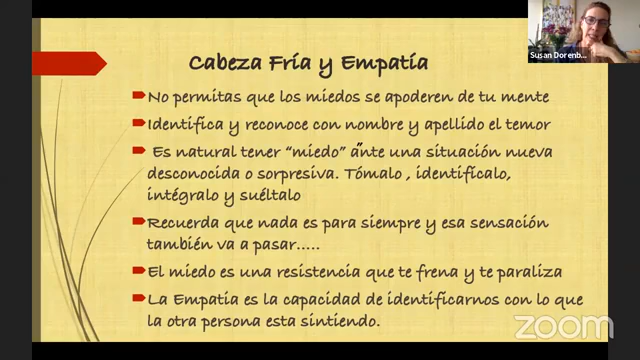 Susan Dorenb...
Cabeza Fría y Empatía
No permitas que los miedos se apoderen de tu mente
Identifica y reconoce con nombre y apellido el temor
Es natural tener "miedo" ante una situación nueva
desconocida o sorpresiva. Tómalo , identifícalo,
intégralo y suéltalo
Recuerda que nada es para siempre y esa sensación
también va a pasar.....
El miedo es una resistencia que te frena y te paraliza
La Empatía es la capacidad de identificarnos con lo que
la otra persona esta sintiendo.
zoom